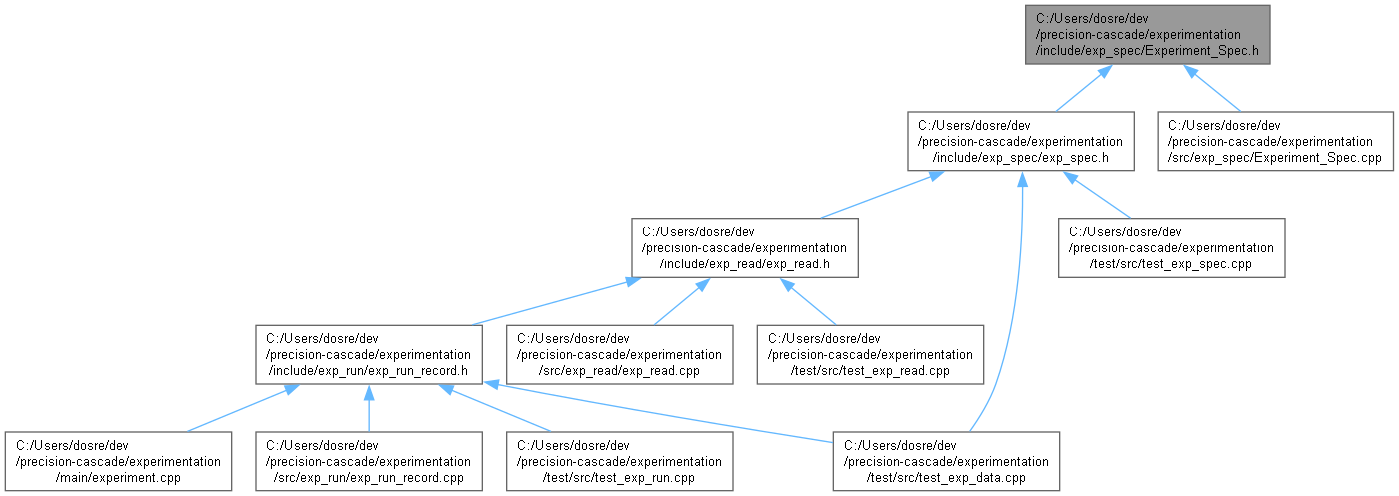 C:/Users/dosre/dev
/precision-cascade/experimentation
/include/exp_spec/Experiment_Spec.h
C:/Users/dosre/dev
/precision-cascade/experimentation
/include/exp_spec/exp_spec.h
C:/Users/dosre/dev
/precision-cascade/experimentation
/src/exp_spec/Experiment_Spec.cpp
C:/Users/dosre/dev
/precision-cascade/experimentation
/include/exp_read/exp_read.h
C:/Users/dosre/dev
/precision-cascade/experimentation
/test/src/test_exp_spec.cpp
C:/Users/dosre/dev
/precision-cascade/experimentation
/include/exp_run/exp_run_record.h
C:/Users/dosre/dev
/precision-cascade/experimentation
/src/exp_read/exp_read.cpp
C:/Users/dosre/dev
/precision-cascade/experimentation
/test/src/test_exp_read.cpp
C:/Users/dosre/dev
/precision-cascade/experimentation
/main/experiment.cpp
C:/Users/dosre/dev
/precision-cascade/experimentation
/src/exp_run/exp_run_record.cpp
C:/Users/dosre/dev
/precision-cascade/experimentation
/test/src/test_exp_run.cpp
C:/Users/dosre/dev
/precision-cascade/experimentation
/test/src/test_exp_data.cpp